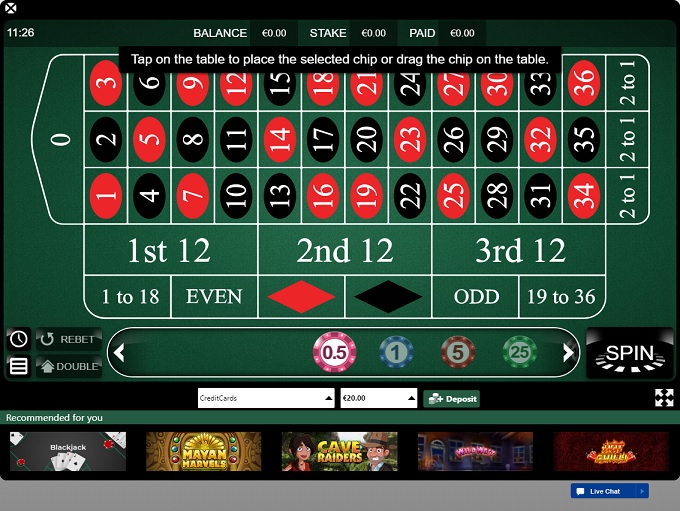 11:26
BALANCE €0.00 STAKE €0.00 PAID €0.00
Tap on the table to place the selected chip or drag the chip on the table.
3 6 9 12 15 18 21 24 27 30 33 36 2 to 1
0 2 5 8 11 14 17 20 23 26 29 32 35 2 to 1
1 4 7 10 13 16 19 22 25 28 31 34 2 to 1
1st 12 2nd 12 3rd 12
1 to 18 EVEN ODD 19 to 36
REBET
0.5 1 5 25
SPIN
DOUBLE
CreditCards €20.00 Deposit
Recommended for you
Blackjack
MAYAN MARVELS
CAVE RAIDERS
WILD WEST
Live Chat